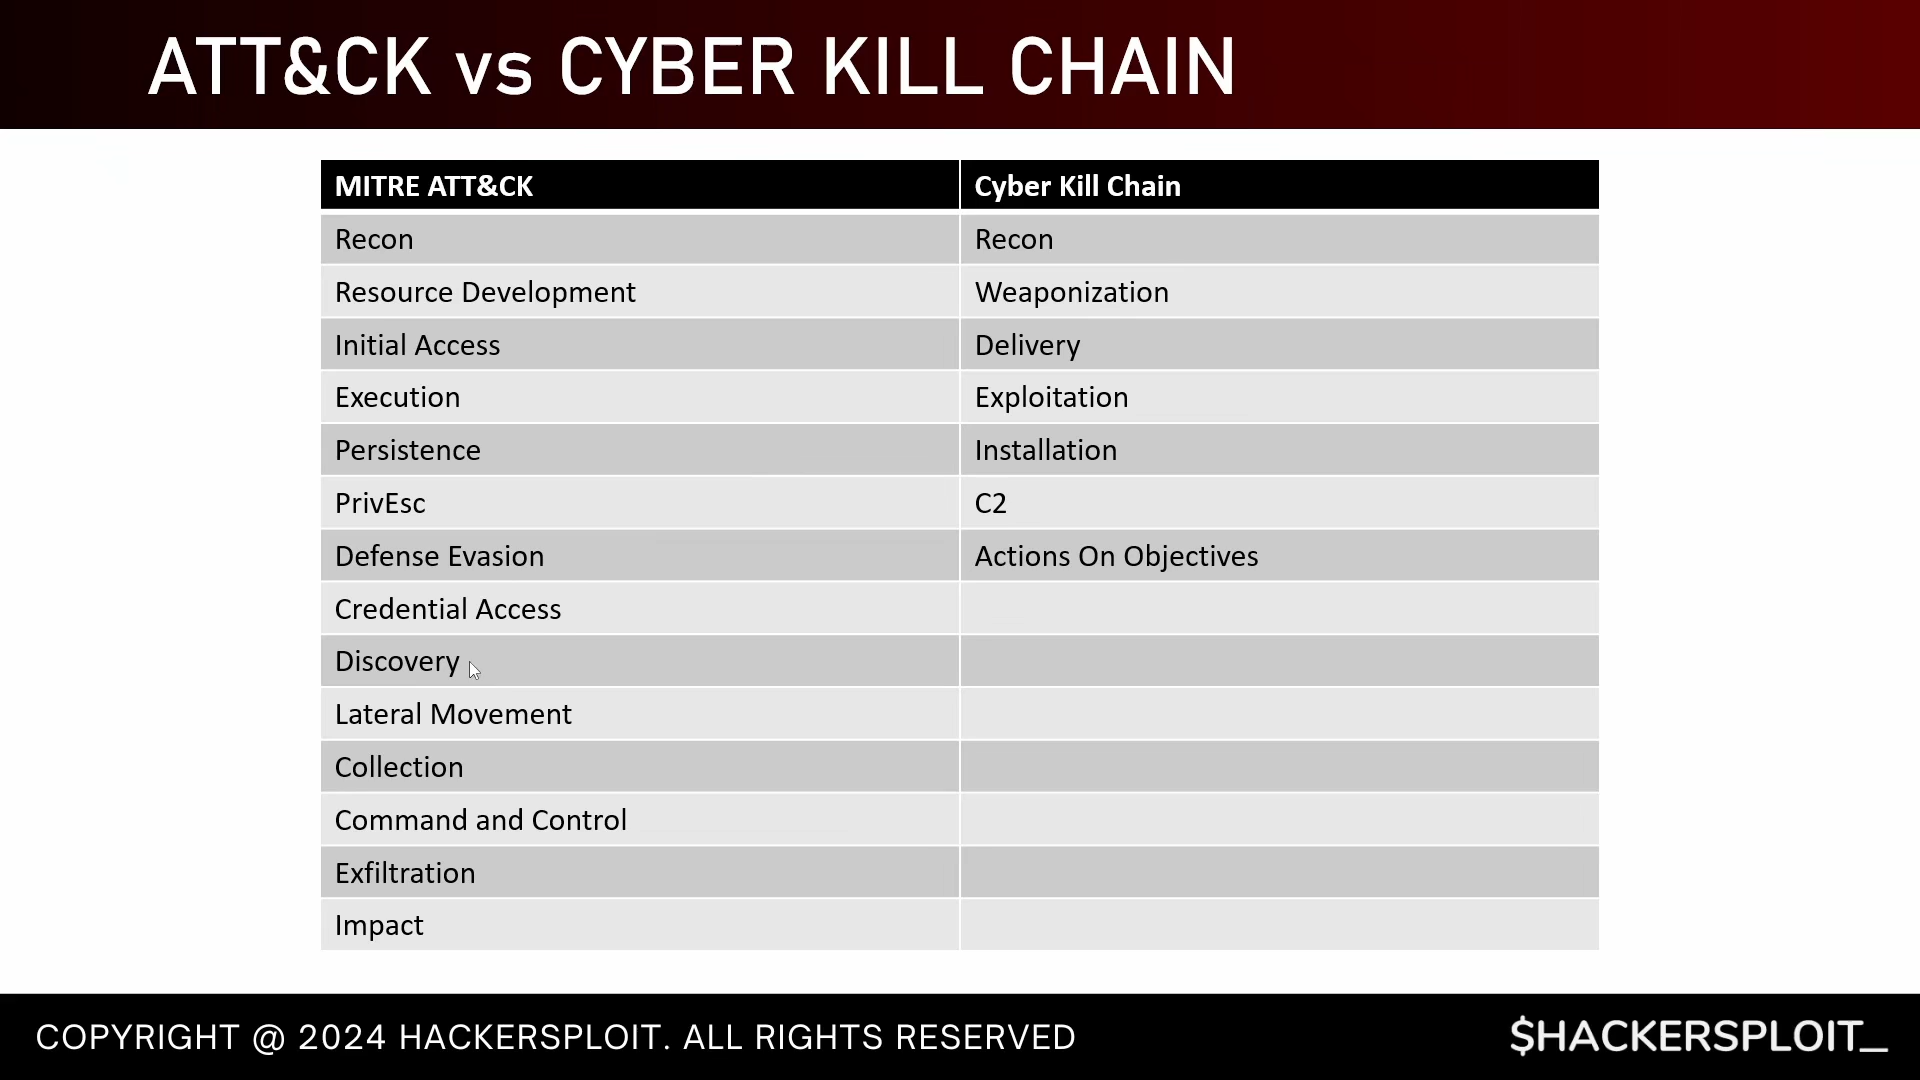 ATT&CK vs CYBER KILL CHAIN
MITRE ATT&CK Cyber Kill Chain
Recon Recon
Resource Development Weaponization
Initial Access Delivery
Execution Exploitation
Persistence Installation
PrivEsc C2
Defense Evasion Actions On Objectives
Credential Access
Discovery
Lateral Movement
Collection
Command and Control
Exfiltration
Impact
COPYRIGHT @ 2024 HACKERSPLOIT. ALL RIGHTS RESERVED
$HACKERSPLOIT_